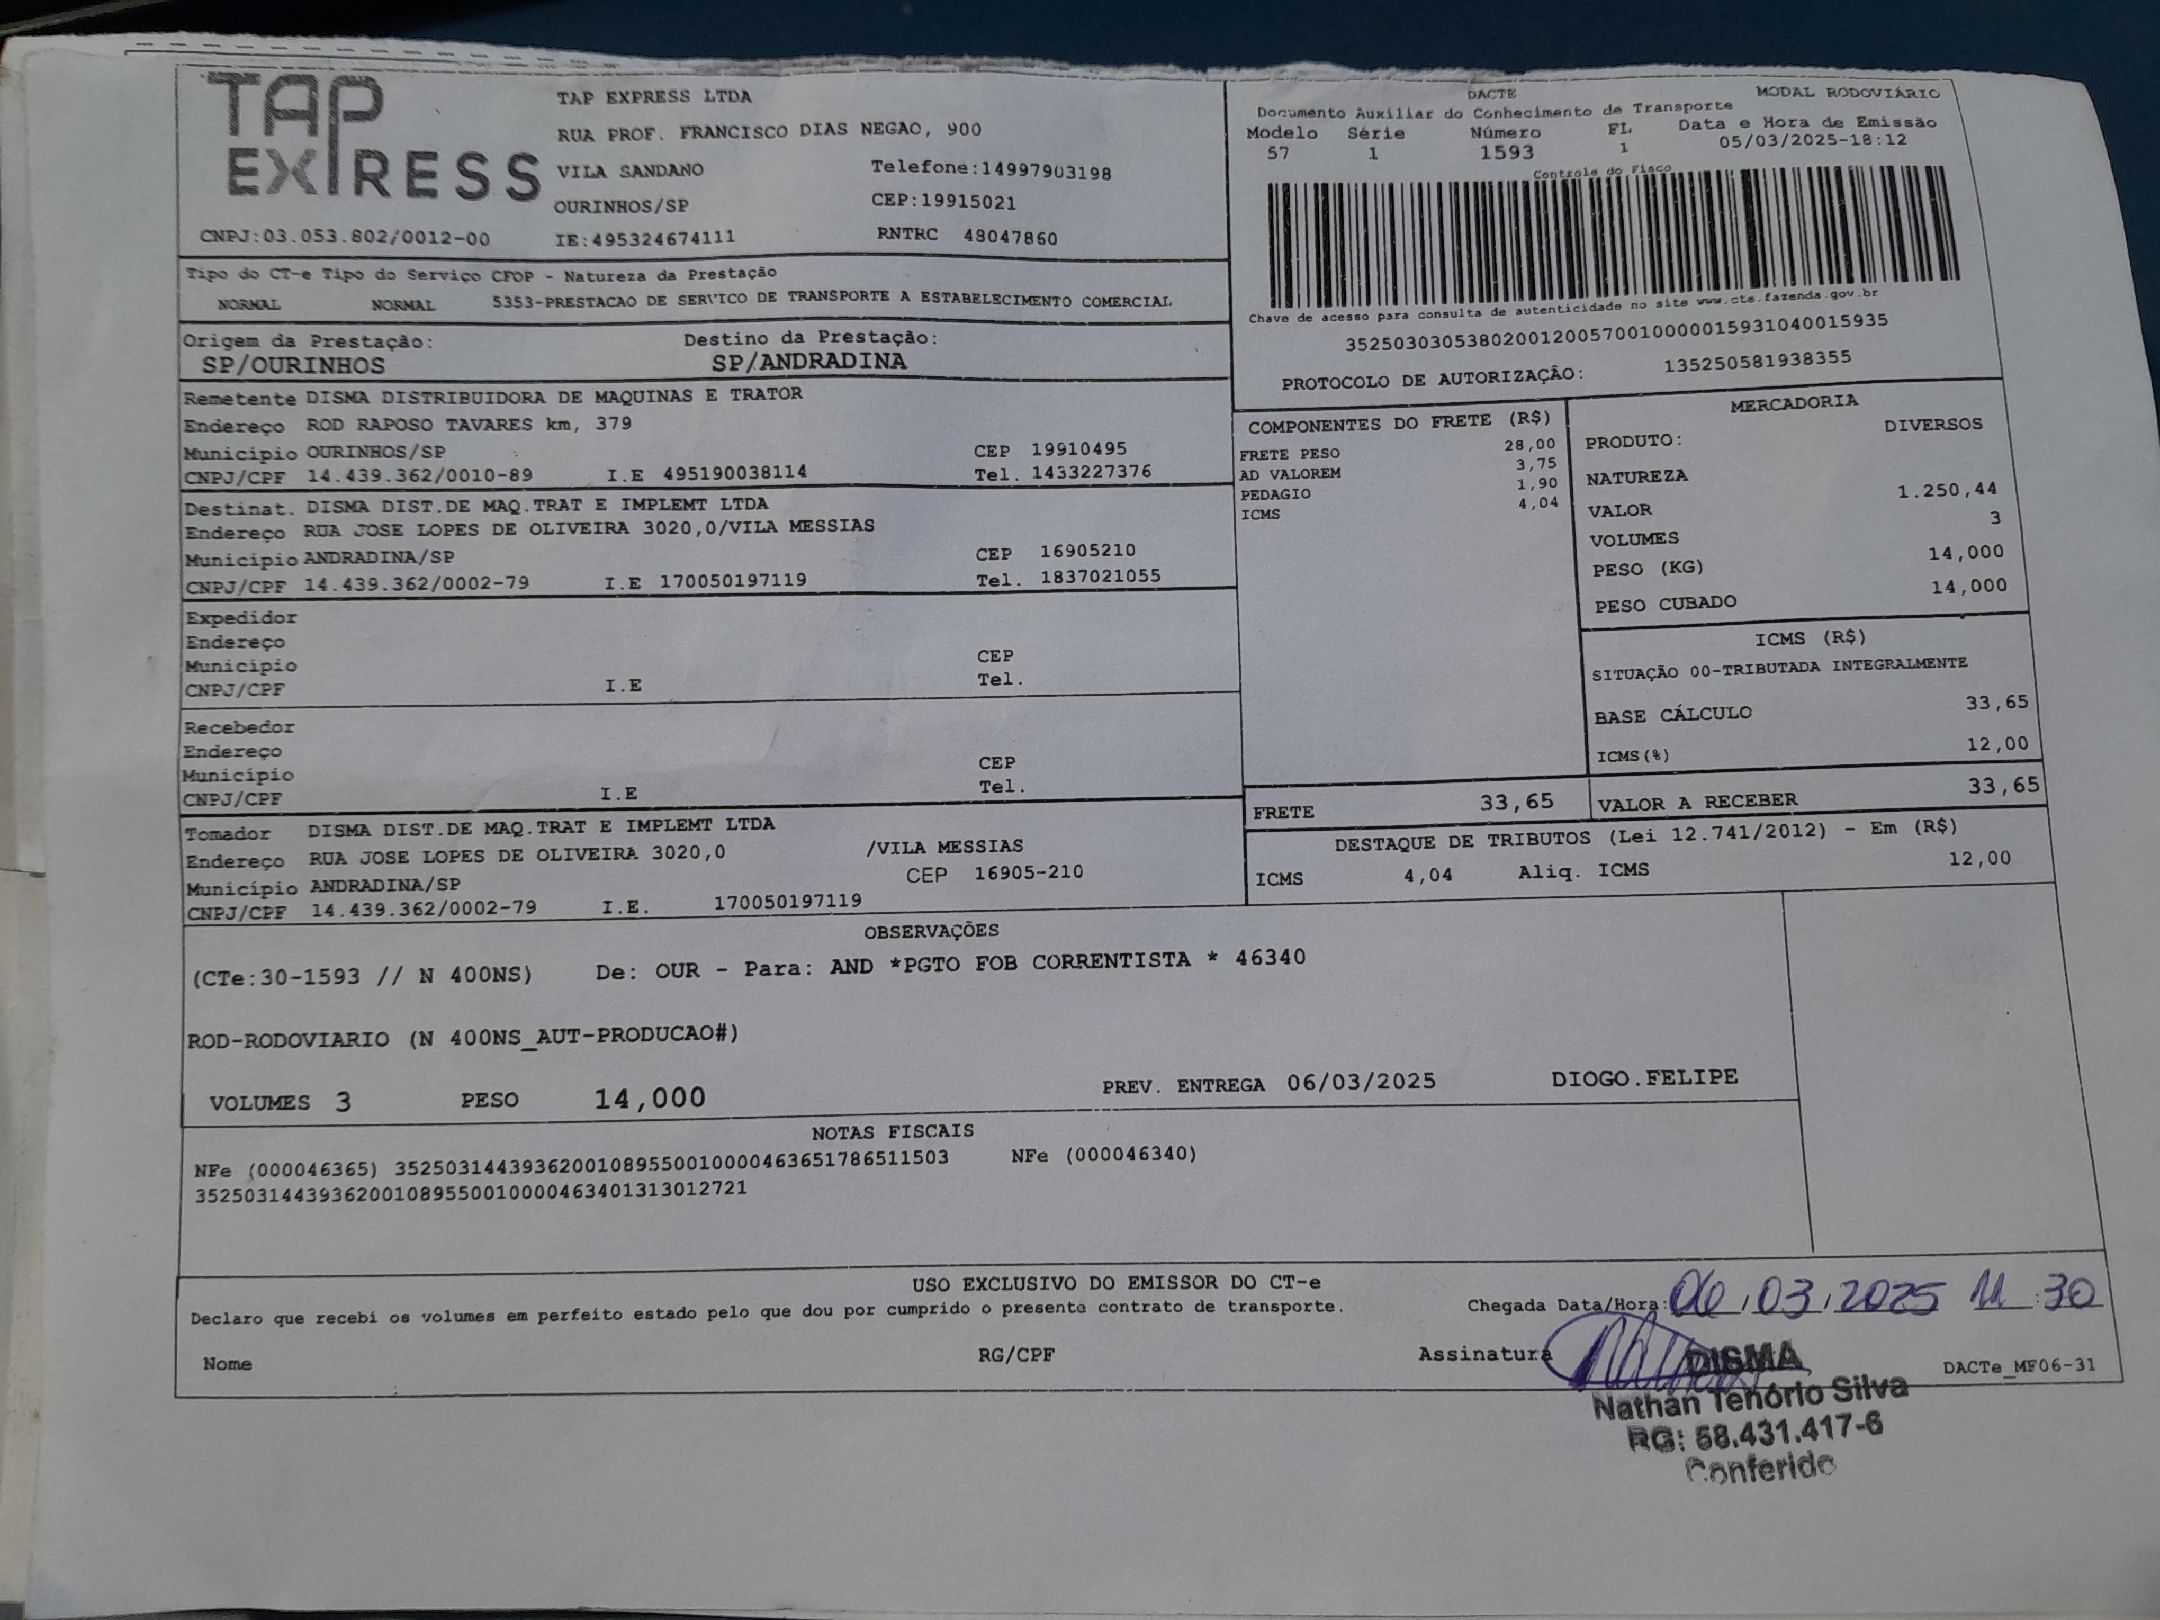 TAP
EXPRESS
TAP EXPRESS LTDA
RUA PROF. FRANCISCO DIAS NEGAO, 900
VILA SANDANO Telefone:14997903198
OURINHOS/SP CEP:19915021
CNPJ:03.053.802/0012-00 IE:495324674111 RNTRC 48047860
DACTE MODAL RODOVIÁRIO
Documento Auxiliar do Conhecimento de Transporte
Modelo Série Número FL Data e Hora de Emissão
57 1 1593 1 05/03/2025-18:12
Controle do Fisco
Chave de acesso para consulta de autenticidade no site www.cte.fazenda.gov.br
35250303053802001200570010000015931040015935
PROTOCOLO DE AUTORIZAÇÃO: 135250581938355
Tipo do CT-e Tipo do Serviço CFOP - Natureza da Prestação
NORMAL NORMAL 5353-PRESTACAO DE SERVICO DE TRANSPORTE A ESTABELECIMENTO COMERCIAL
Origem da Prestação: Destino da Prestação:
SP/OURINHOS SP/ANDRADINA
Remetente DISMA DISTRIBUIDORA DE MAQUINAS E TRATOR
Endereço ROD RAPOSO TAVARES km, 379
Município OURINHOS/SP CEP 19910495
CNPJ/CPF 14.439.362/0010-89 I.E 495190038114 Tel. 1433227376
Destinat. DISMA DIST.DE MAQ.TRAT E IMPLEMT LTDA
Endereço RUA JOSE LOPES DE OLIVEIRA 3020,0/VILA MESSIAS
Município ANDRADINA/SP CEP 16905210
CNPJ/CPF 14.439.362/0002-79 I.E 170050197119 Tel. 1837021055
Expedidor
Endereço
Município CEP
CNPJ/CPF I.E Tel.
Recebedor
Endereço
Município CEP
CNPJ/CPF I.E Tel.
Tomador DISMA DIST.DE MAQ.TRAT E IMPLEMT LTDA
Endereço RUA JOSE LOPES DE OLIVEIRA 3020,0 /VILA MESSIAS
Município ANDRADINA/SP CEP 16905-210
CNPJ/CPF 14.439.362/0002-79 I.E. 170050197119
COMPONENTES DO FRETE (R$)
FRETE PESO 28,00
AD VALOREM 3,75
PEDAGIO 1,90
ICMS 4,04
MERCADORIA
PRODUTO: DIVERSOS
NATUREZA
VALOR 1.250,44
VOLUMES 3
PESO (KG) 14,000
PESO CUBADO 14,000
ICMS (R$)
SITUAÇÃO 00-TRIBUTADA INTEGRALMENTE
BASE CÁLCULO 33,65
ICMS(%) 12,00
FRETE 33,65 VALOR A RECEBER 33,65
DESTAQUE DE TRIBUTOS (Lei 12.741/2012) - Em (R$)
ICMS 4,04 Aliq. ICMS 12,00
OBSERVAÇÕES
(CTe:30-1593 // N 400NS) De: OUR - Para: AND *PGTO FOB CORRENTISTA * 46340
ROD-RODOVIARIO (N 400NS_AUT-PRODUCAO#)
VOLUMES 3 PESO 14,000 PREV. ENTREGA 06/03/2025 DIOGO.FELIPE
NOTAS FISCAIS
NFe (000046365) 35250314439362001089550010000463651786511503 NFe (000046340)
35250314439362001089550010000463401313012721
USO EXCLUSIVO DO EMISSOR DO CT-e
Declaro que recebi os volumes em perfeito estado pelo que dou por cumprido o presente contrato de transporte. Chegada Data/Hora: 06/03/2025 11:30
Nome RG/CPF Assinatura DACTe_MF06-31
DISMA
Nathan Tenório Silva
RG: 58.431.417-6
Conferido